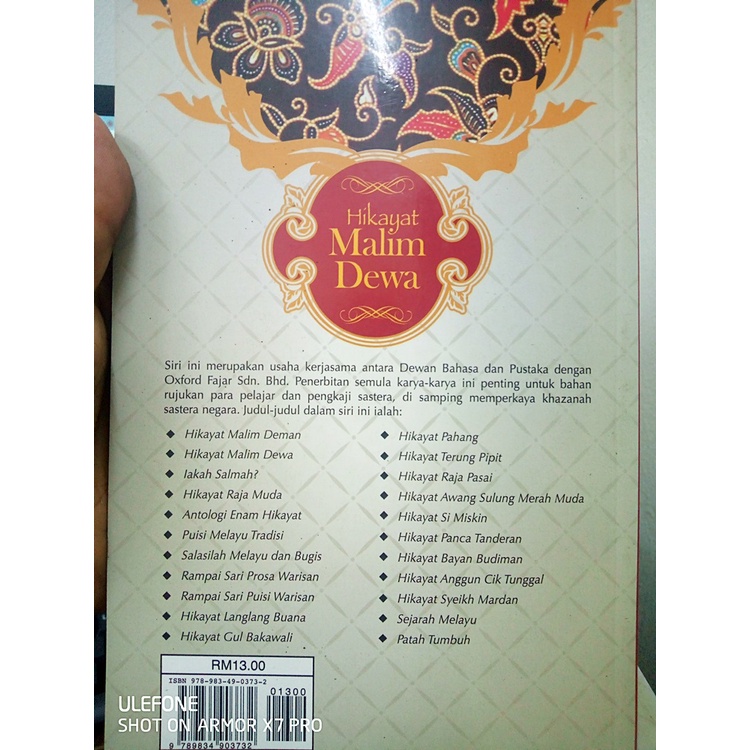 Hikayat
Malim
Dewa
Siri ini merupakan usaha kerjasama antara Dewan Bahasa dan Pustaka dengan
Oxford Fajar Sdn. Bhd. Penerbitan semula karya-karya ini penting untuk bahan
rujukan para pelajar dan pengkaji sastera, di samping memperkaya khazanah
sastera negara. Judul-judul dalam siri ini ialah:
Hikayat Malim Deman
Hikayat Malim Dewa
Iakah Salmah?
Hikayat Raja Muda
Antologi Enam Hikayat
Puisi Melayu Tradisi
Salasilah Melayu dan Bugis
Rampai Sari Prosa Warisan
Rampai Sari Puisi Warisan
Hikayat Langlang Buana
Hikayat Gul Bakawali
Hikayat Pahang
Hikayat Terung Pipit
Hikayat Raja Pasai
Hikayat Awang Sulung Merah Muda
Hikayat Si Miskin
Hikayat Panca Tanderan
Hikayat Bayan Budiman
Hikayat Anggun Cik Tunggal
Hikayat Syeikh Mardan
Sejarah Melayu
Patah Tumbuh
RM13.00
ISBN 978-983-49-0373-2
01300
9 789834 903732
ULEFONE
SHOT ON ARMOR X7 PRO